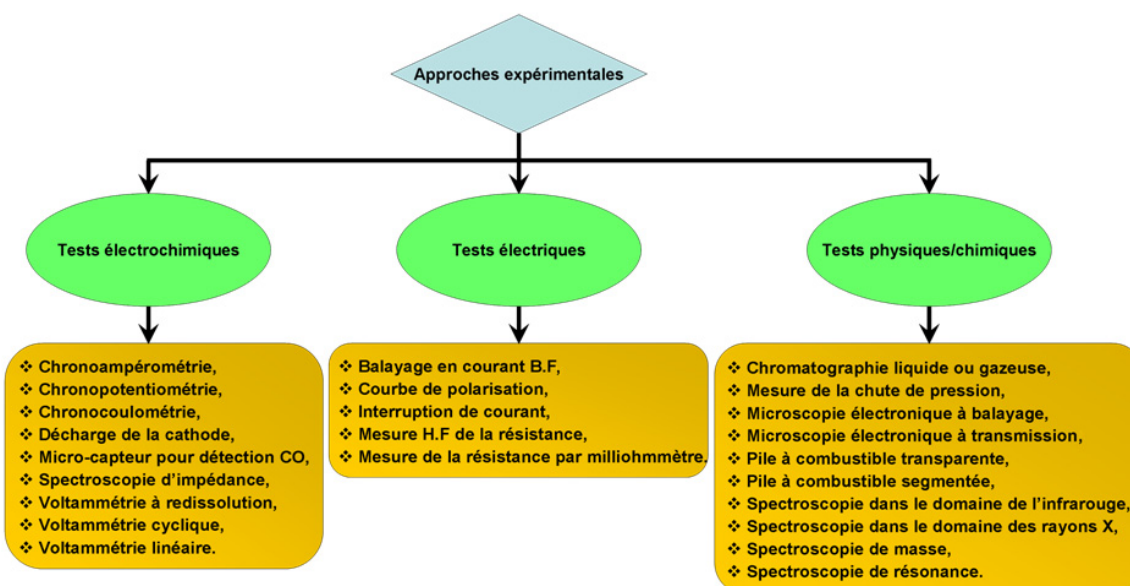 Approches expérimentales
Tests électrochimiques
Tests électriques
Tests physiques/chimiques
❖ Chronoampérométrie,
❖ Chronopotentiométrie,
❖ Chronocoulométrie,
❖ Décharge de la cathode,
❖ Micro-capteur pour détection CO,
❖ Spectroscopie d'impédance,
❖ Voltammétrie à redissolution,
❖ Voltammétrie cyclique,
❖ Voltammétrie linéaire.
❖ Balayage en courant B.F,
❖ Courbe de polarisation,
❖ Interruption de courant,
❖ Mesure H.F de la résistance,
❖ Mesure de la résistance par milliohmmètre.
❖ Chromatographie liquide ou gazeuse,
❖ Mesure de la chute de pression,
❖ Microscopie électronique à balayage,
❖ Microscopie électronique à transmission,
❖ Pile à combustible transparente,
❖ Pile à combustible segmentée,
❖ Spectroscopie dans le domaine de l'infrarouge,
❖ Spectroscopie dans le domaine des rayons X,
❖ Spectroscopie de masse,
❖ Spectroscopie de résonance.